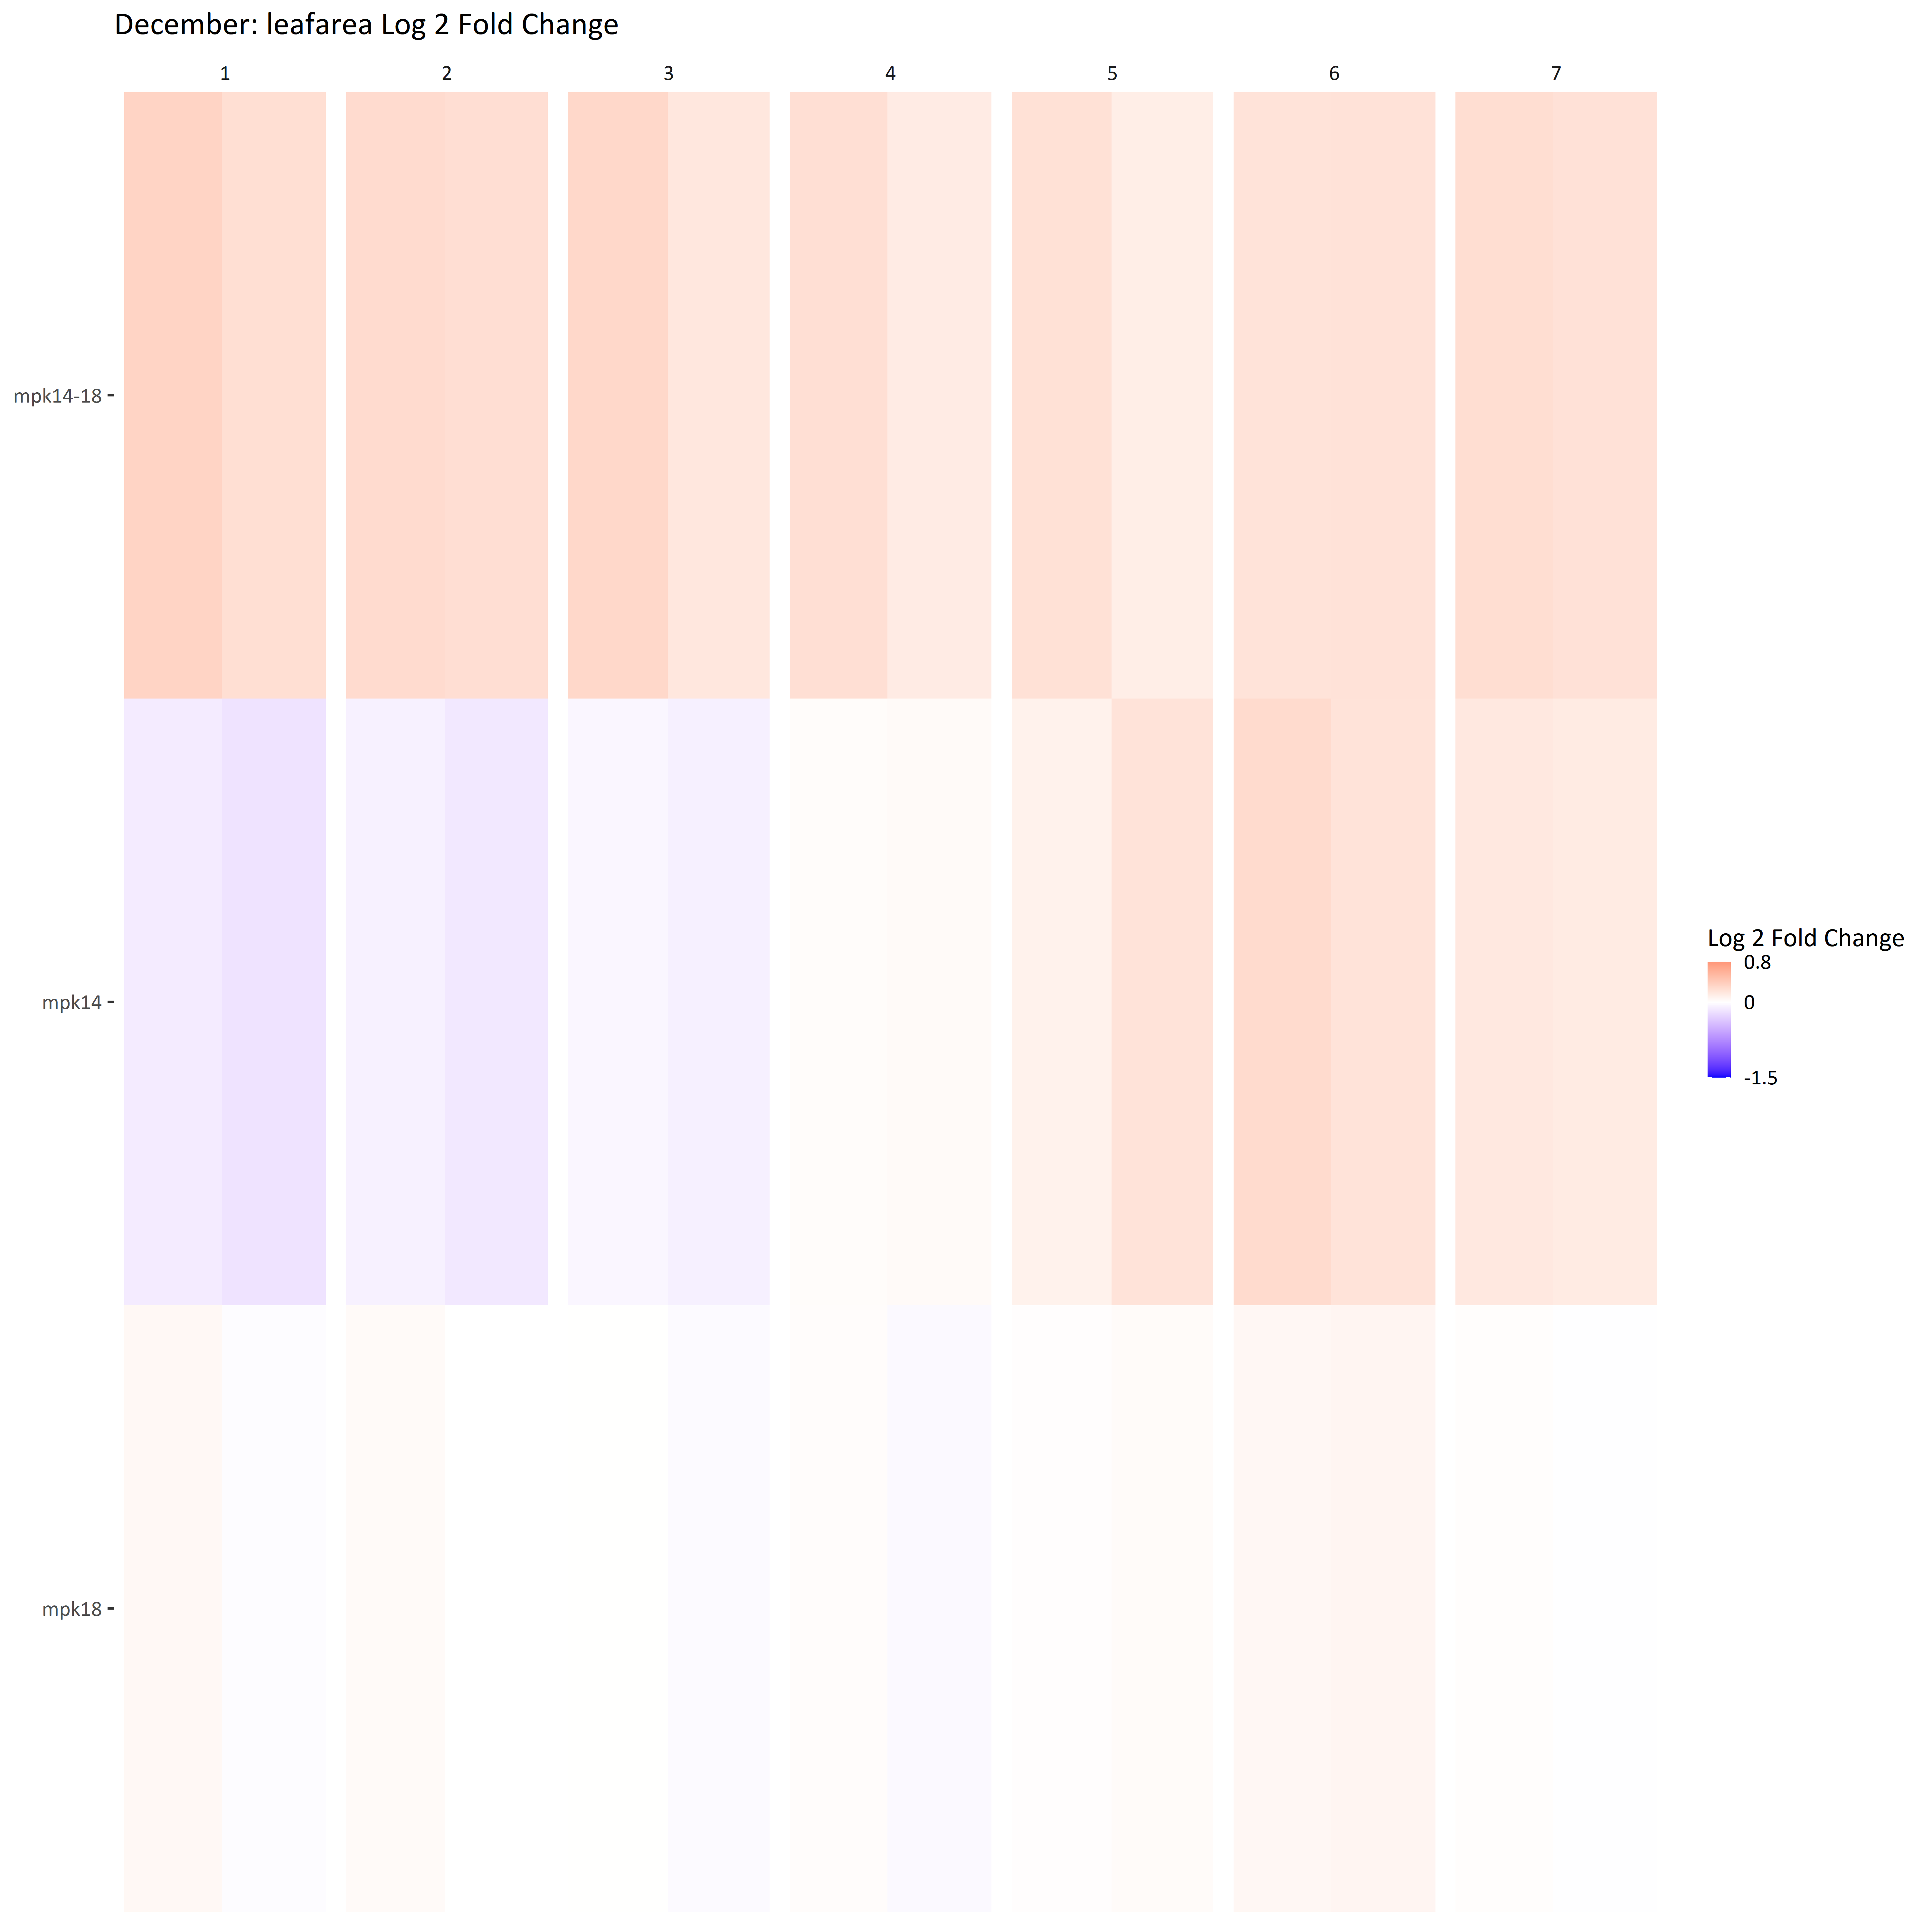 December: leafarea Log 2 Fold Change
1 2 3 4 5 6 7
mpk14-18
mpk14
mpk18
Log 2 Fold Change
0.8
0
-1.5